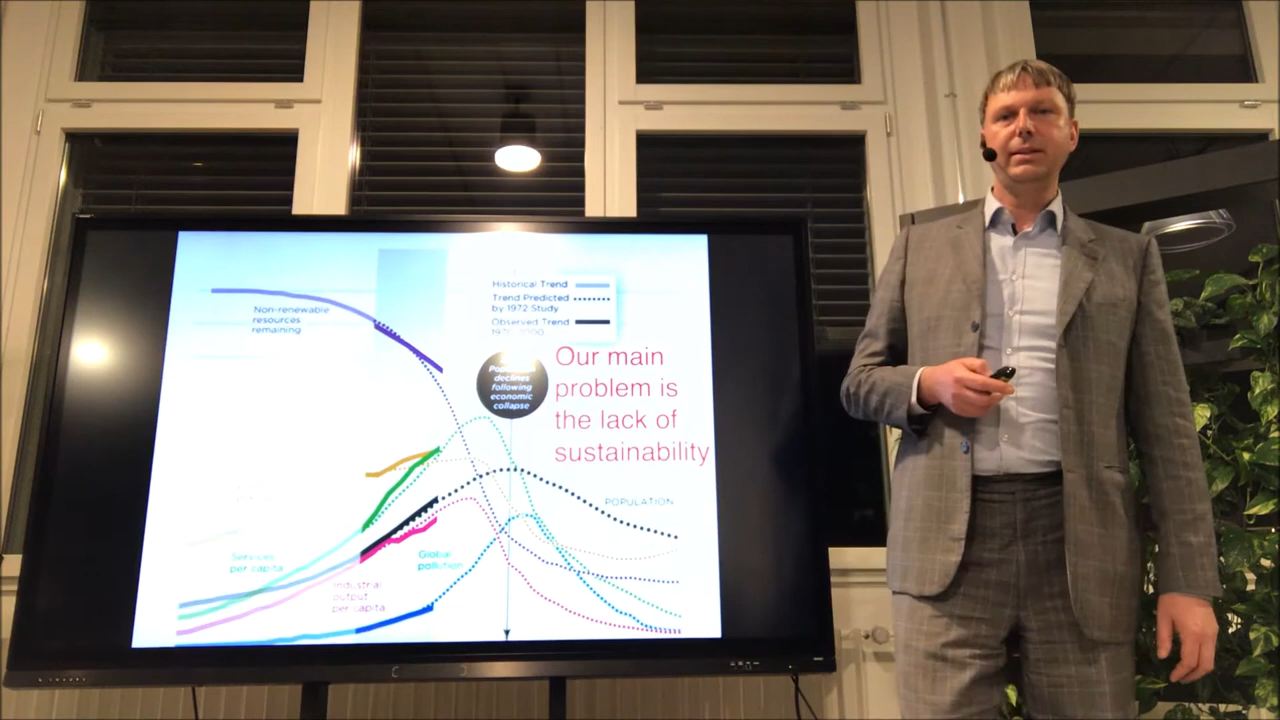 Non-renewable
resources
remaining
Historical Trend
Trend Predicted
by 1972 Study
Observed Trend
declines
following
economic
collapse
Our main
problem is
the lack of
sustainability
POPULATION
Services
per capita
Global
pollution
Industrial
output
per capita